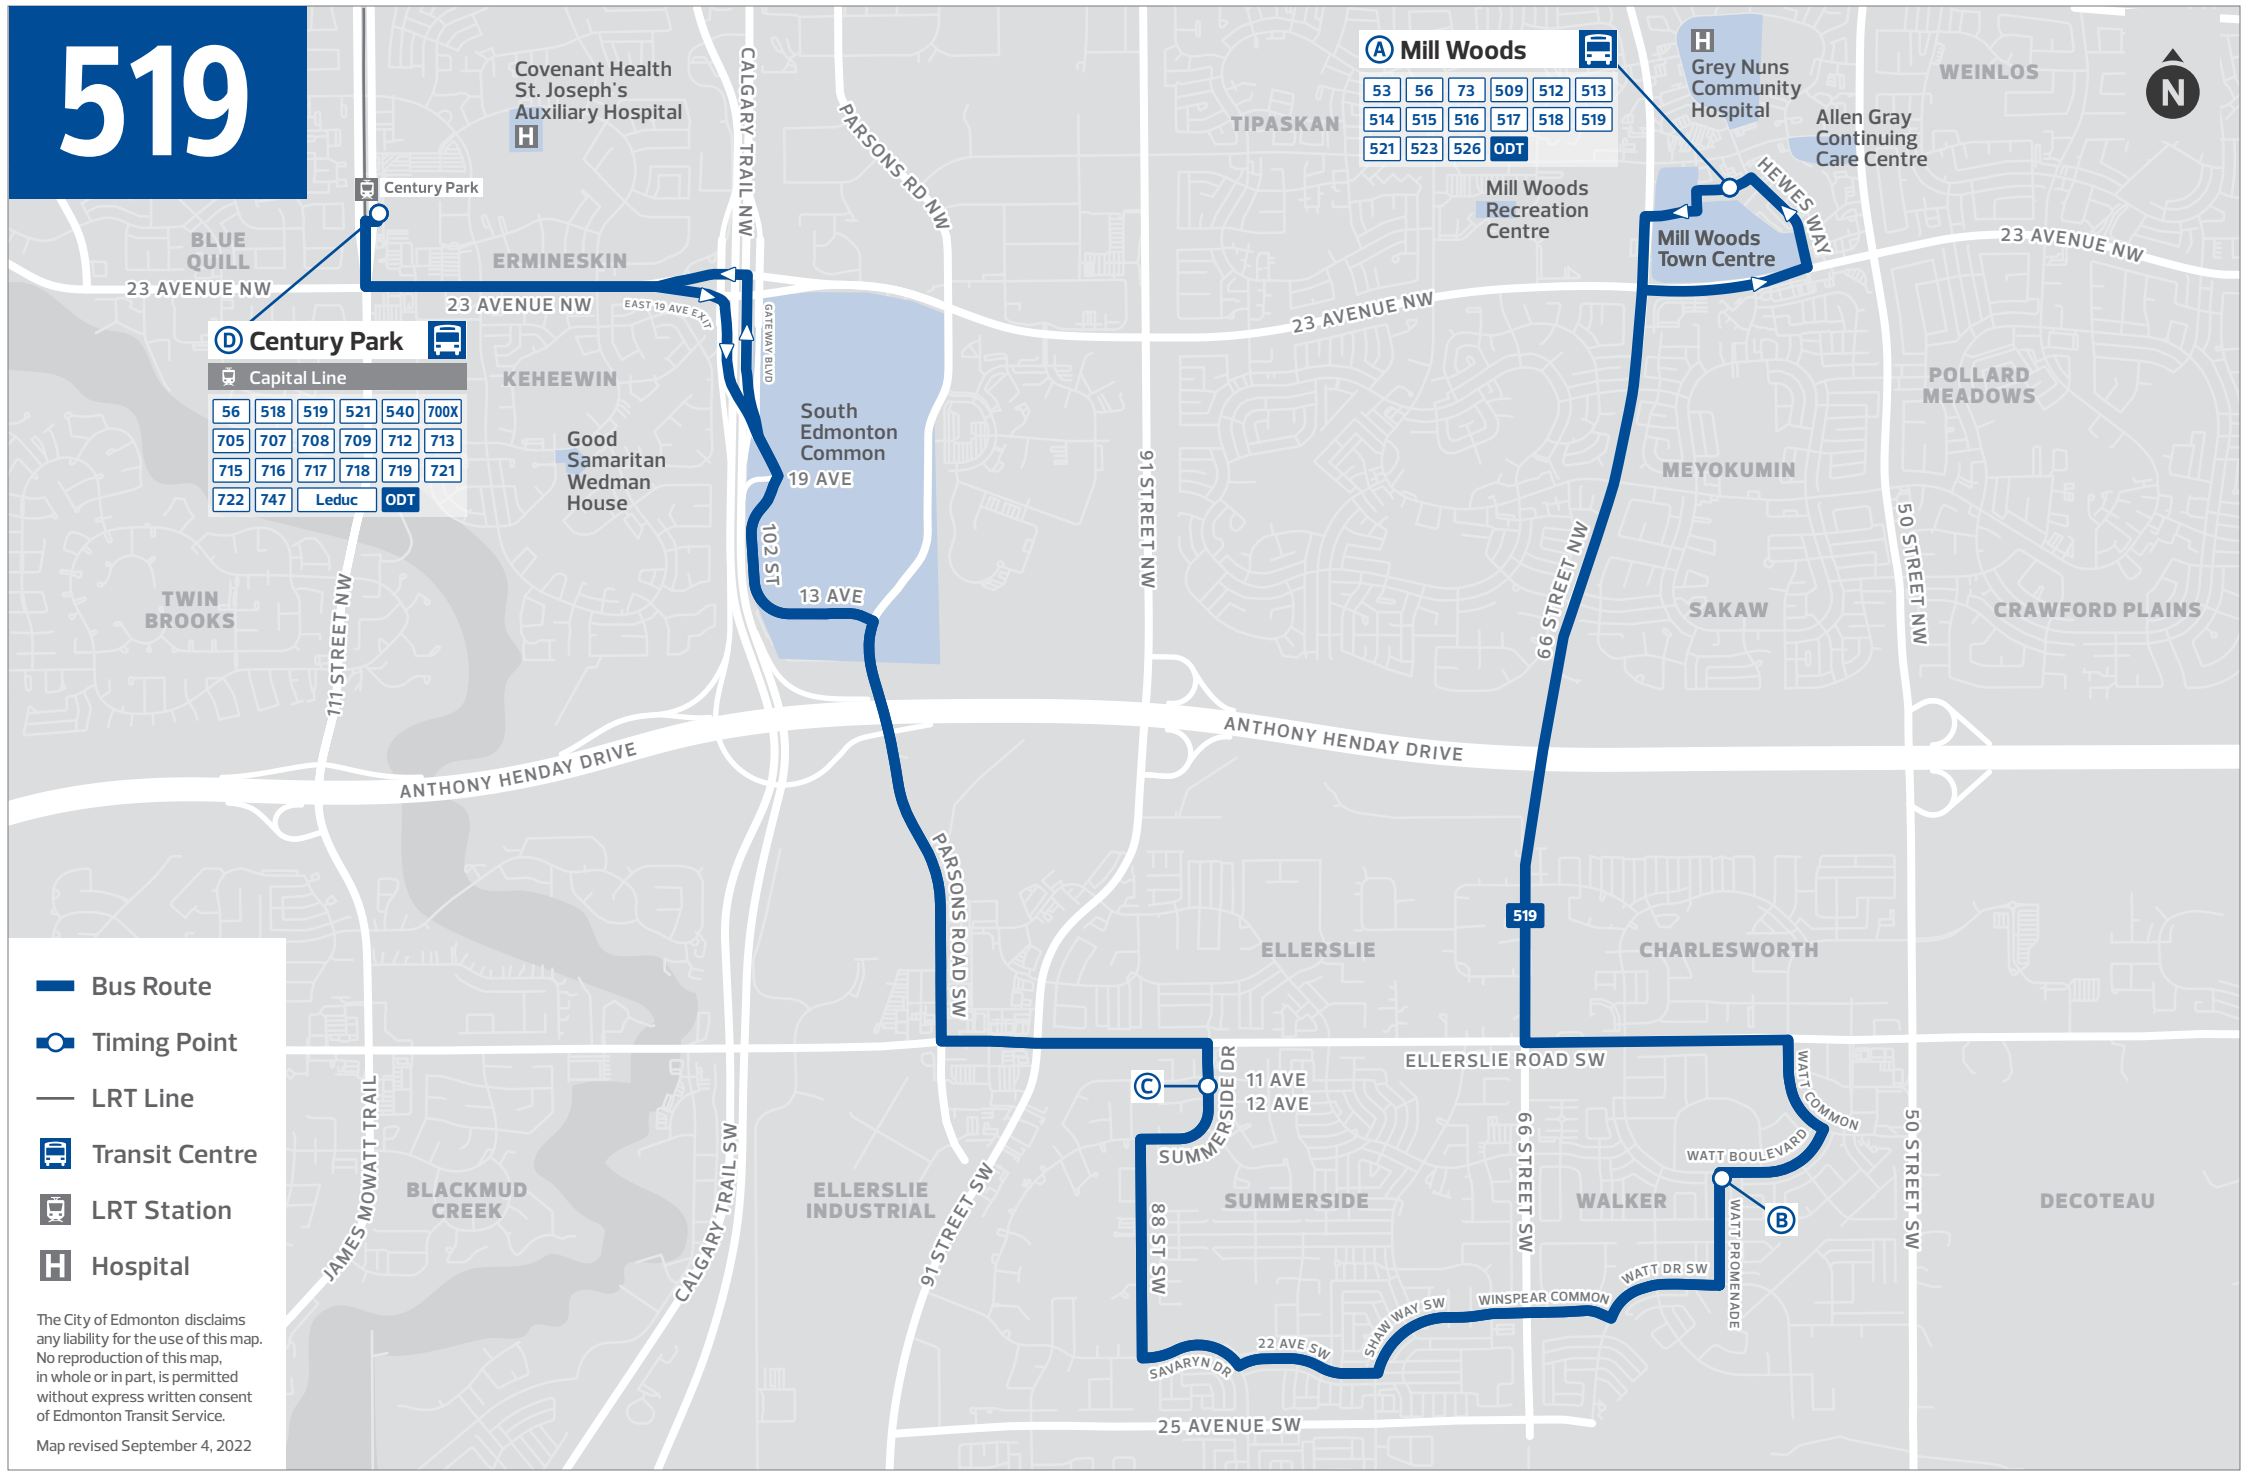 519
Covenant Health
St. Joseph's
Auxiliary Hospital
H
CALGARY TRAIL NW
PARSONS RD NW
TIPASKAN
A Mill Woods
53 56 73 509 512 513
514 515 516 517 518 519
521 523 526 ODT
H
Grey Nuns
Community
Hospital
WEINLOS
N
Allen Gray
Continuing
Care Centre
HEWES WAY
Mill Woods
Recreation
Centre
Mill Woods
Town Centre
23 AVENUE NW
Century Park
BLUE
QUILL
ERMINESKIN
23 AVENUE NW
23 AVENUE NW
EAST 19 AVE EXIT
GATEWAY BLVD
23 AVENUE NW
D Century Park
Capital Line
56 518 519 521 540 700X
705 707 708 709 712 713
715 716 717 718 719 721
722 747 Leduc ODT
KEHEEWIN
Good
Samaritan
Wedman
House
South
Edmonton
Common
19 AVE
102 ST
13 AVE
91 STREET NW
66 STREET NW
MEYOKUMIN
POLLARD
MEADOWS
50 STREET NW
SAKAW
CRAWFORD PLAINS
TWIN
BROOKS
111 STREET NW
ANTHONY HENDAY DRIVE
ANTHONY HENDAY DRIVE
PARSONS ROAD SW
519
ELLERSLIE
CHARLESWORTH
ELLERSLIE ROAD SW
C
SUMMERSIDE DR
11 AVE
12 AVE
WATT COMMON
WATT BOULEVARD
B
WATT PROMENADE
WATT DR SW
WINSPEAR COMMON
SHAW WAY SW
22 AVE SW
SAVARYN DR
88 ST SW
66 STREET SW
50 STREET SW
SUMMERSIDE
WALKER
DECOTEAU
BLACKMUD
CREEK
ELLERSLIE
INDUSTRIAL
JAMES MOWATT TRAIL
CALGARY TRAIL SW
91 STREET SW
25 AVENUE SW
Bus Route
Timing Point
LRT Line
Transit Centre
LRT Station
H Hospital
The City of Edmonton disclaims
any liability for the use of this map.
No reproduction of this map,
in whole or in part, is permitted
without express written consent
of Edmonton Transit Service.
Map revised September 4, 2022